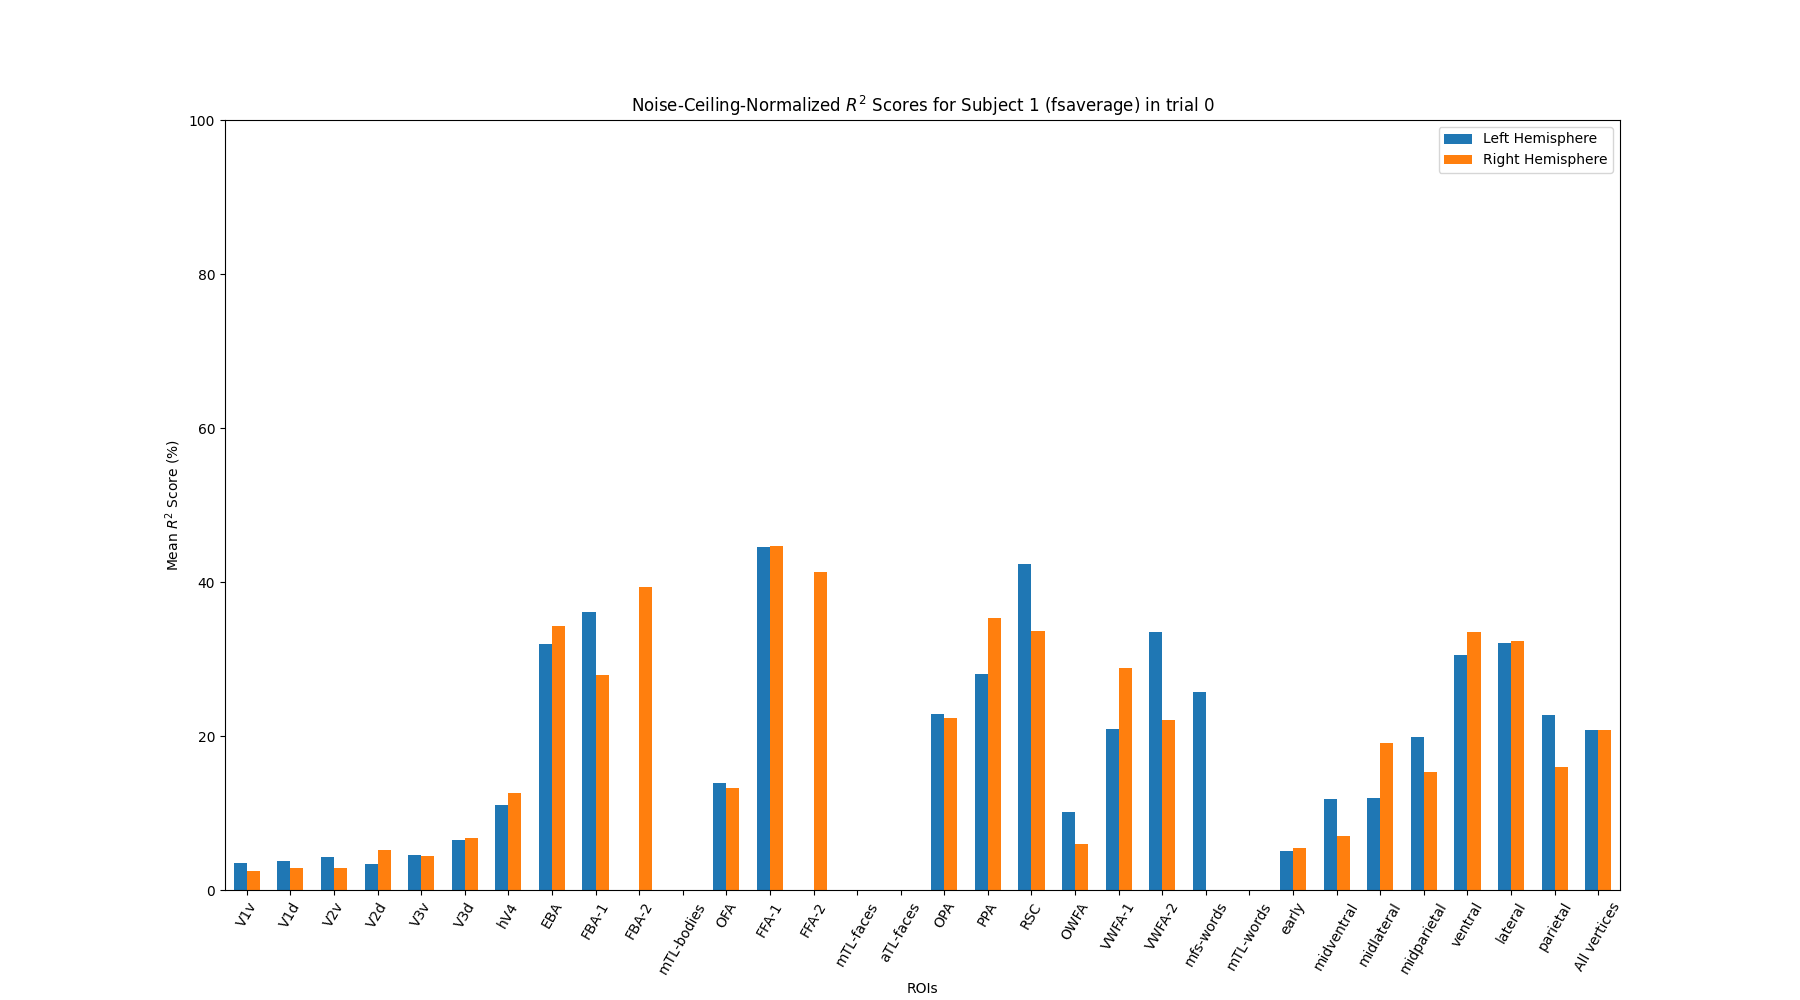 Noise-Ceiling-Normalized R² Scores for Subject 1 (fsaverage) in trial 0
Left Hemisphere
Right Hemisphere
Mean R² Score (%)
100
80
60
40
20
0
V1v
V1d
V2v
V2d
V3v
V3d
hV4
EBA
FBA-1
FBA-2
mTL-bodies
OFA
FFA-1
FFA-2
mTL-faces
aTL-faces
OPA
PPA
RSC
OWFA
VWFA-1
VWFA-2
mfs-words
mTL-words
early
midventral
midlateral
midparietal
ventral
lateral
parietal
All vertices
ROIs